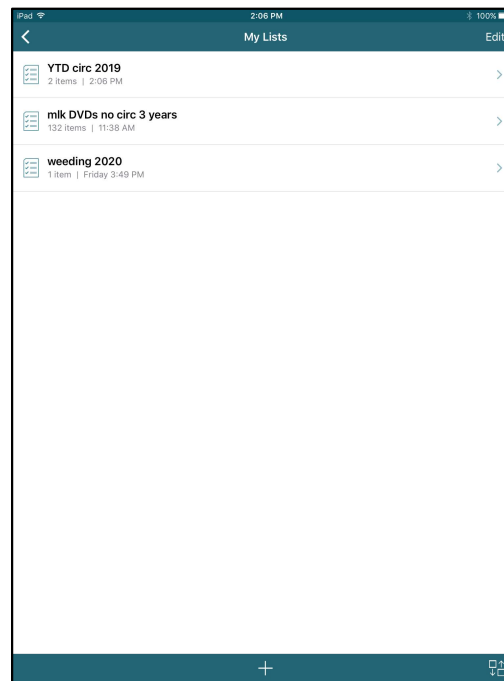 iPad 2:06 PM 100%
My Lists Edit
YTD circ 2019
2 items | 2:06 PM
mlk DVDs no circ 3 years
132 items | 11:38 AM
weeding 2020
1 item | Friday 3:49 PM